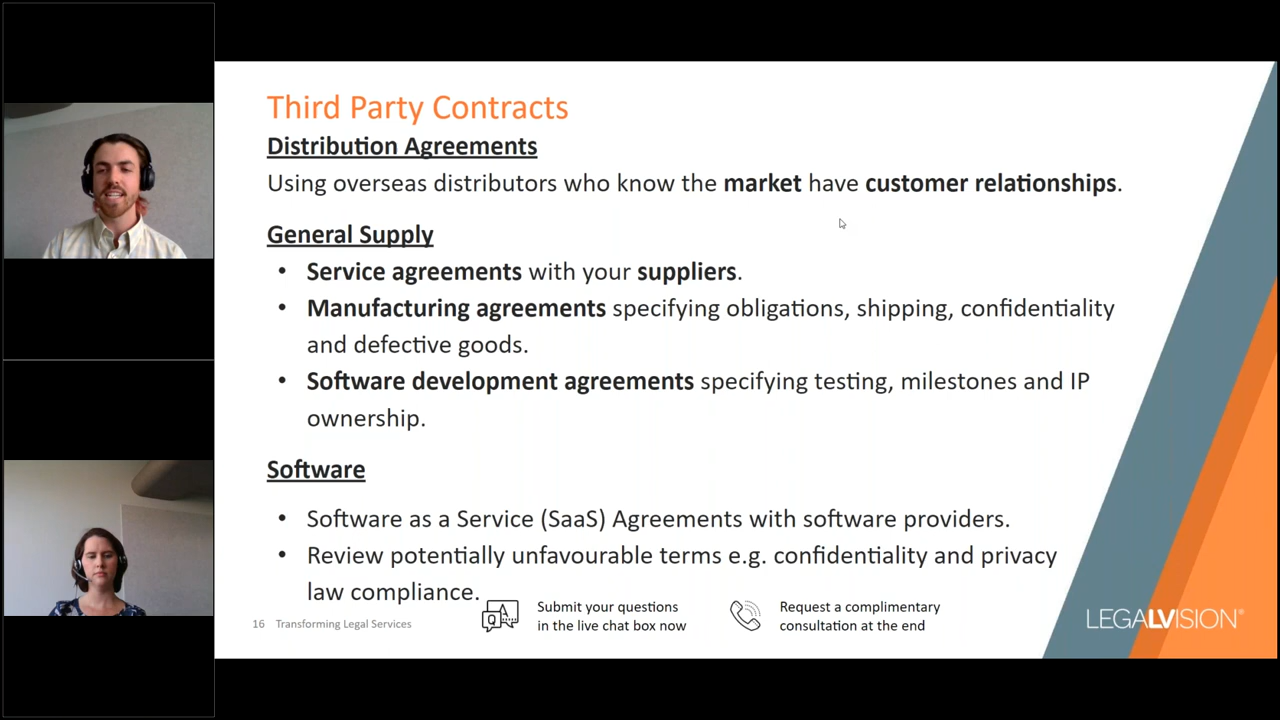 Third Party Contracts
Distribution Agreements
Using overseas distributors who know the market have customer relationships.
General Supply
• Service agreements with your suppliers.
• Manufacturing agreements specifying obligations, shipping, confidentiality
and defective goods.
• Software development agreements specifying testing, milestones and IP
ownership.
Software
• Software as a Service (SaaS) Agreements with software providers.
• Review potentially unfavourable terms e.g. confidentiality and privacy
law compliance.
16 Transforming Legal Services
Q A
Submit your questions
in the live chat box now
Request a complimentary
consultation at the end
LEGALVISION®